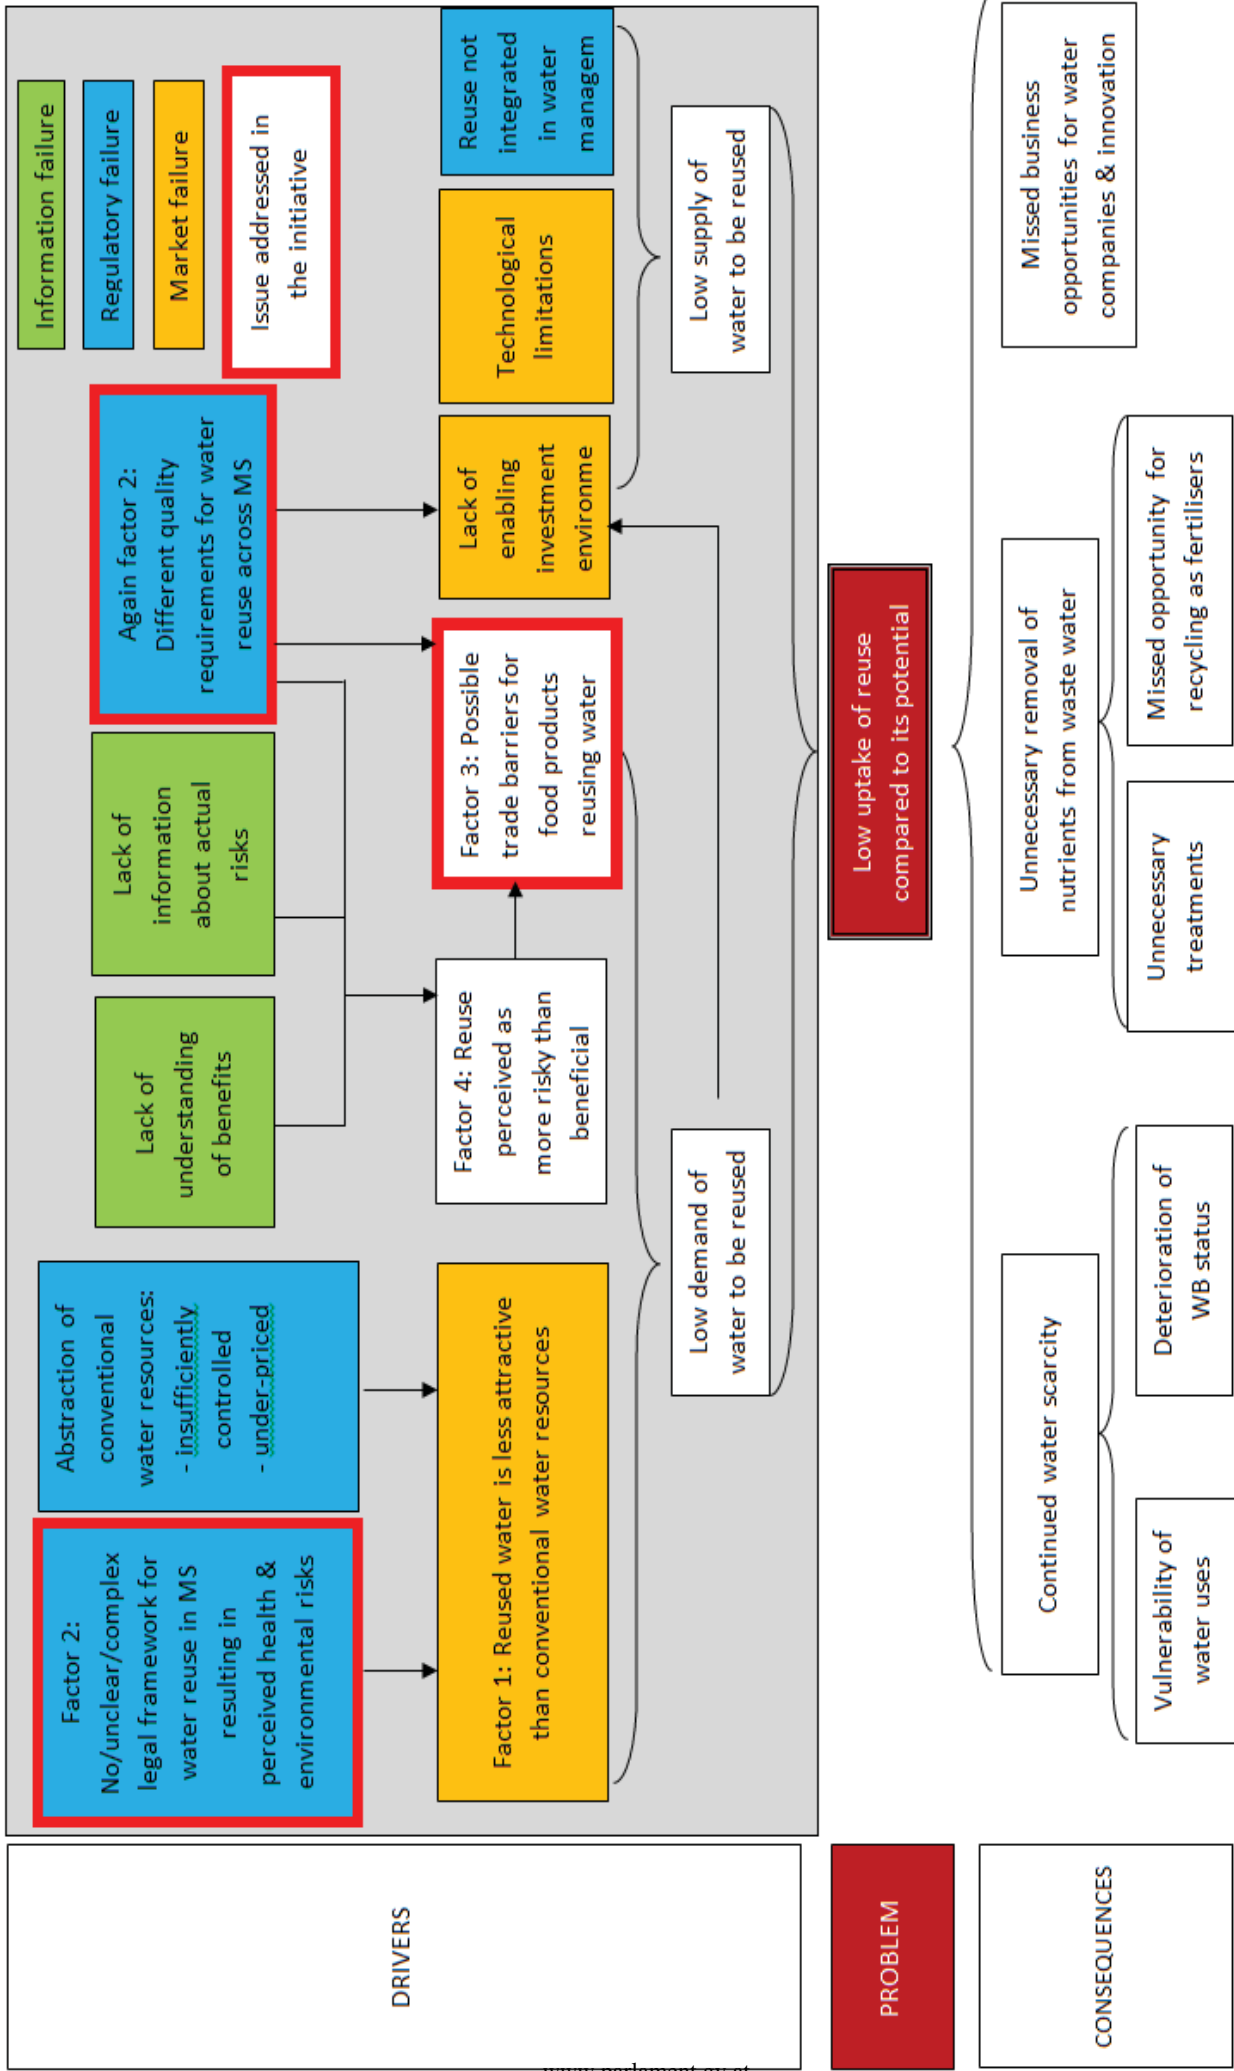 DRIVERS
Factor 2:
No/unclear/complex
legal framework for
water reuse in MS
resulting in
perceived health &
environmental risks
Abstraction of
conventional
water resources:
- insufficiently
controlled
- under-priced
Lack of
understanding
of benefits
Lack of
information
about actual
risks
Again factor 2:
Different quality
requirements for water
reuse across MS
Information failure
Regulatory failure
Market failure
Issue addressed in
the initiative
Factor 1: Reused water is less attractive
than conventional water resources
Factor 4: Reuse
perceived as
more risky than
beneficial
Factor 3: Possible
trade barriers for
food products
reusing water
Lack of
enabling
investment
environme
Technological
limitations
Reuse not
integrated
in water
managem
Low demand of
water to be reused
Low supply of
water to be reused
PROBLEM
Low uptake of reuse
compared to its potential
CONSEQUENCES
Continued water scarcity
Unnecessary removal of
nutrients from waste water
Missed business
opportunities for water
companies & innovation
Vulnerability of
water uses
Deterioration of
WB status
Unnecessary
treatments
Missed opportunity for
recycling as fertilisers